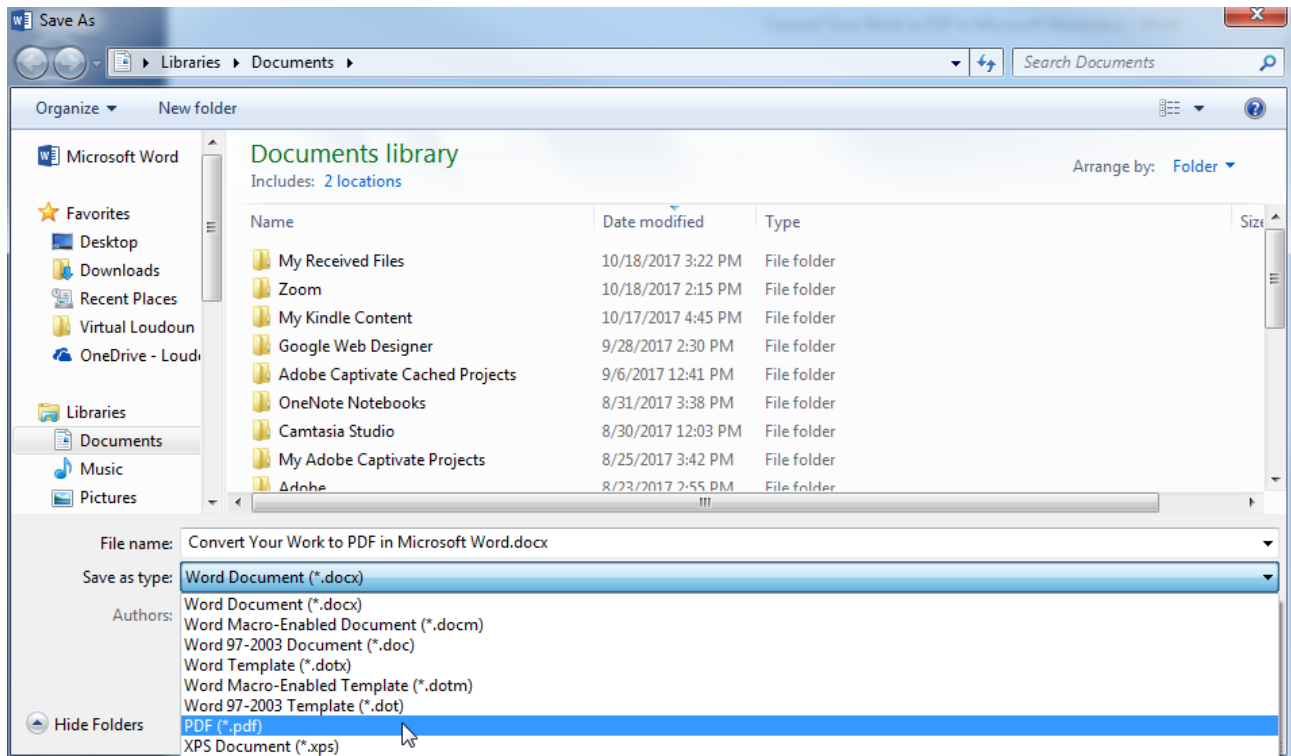 Save As
Libraries Documents
Search Documents
Organize New folder
Microsoft Word
Favorites
Desktop
Downloads
Recent Places
Virtual Loudoun
OneDrive - Loud
Libraries
Documents
Music
Pictures
Documents library
Includes: 2 locations
Arrange by: Folder
Name Date modified Type Size
My Received Files 10/18/2017 3:22 PM File folder
Zoom 10/18/2017 2:15 PM File folder
My Kindle Content 10/17/2017 4:45 PM File folder
Google Web Designer 9/28/2017 2:30 PM File folder
Adobe Captivate Cached Projects 9/6/2017 12:41 PM File folder
OneNote Notebooks 8/31/2017 3:38 PM File folder
Camtasia Studio 8/30/2017 12:03 PM File folder
My Adobe Captivate Projects 8/25/2017 3:42 PM File folder
Adobe 8/23/2017 2:55 PM File folder
File name: Convert Your Work to PDF in Microsoft Word.docx
Save as type: Word Document (*.docx)
Authors:
Word Document (*.docx)
Word Macro-Enabled Document (*.docm)
Word 97-2003 Document (*.doc)
Word Template (*.dotx)
Word Macro-Enabled Template (*.dotm)
Word 97-2003 Template (*.dot)
Hide Folders
PDF (*.pdf)
XPS Document (*.xps)